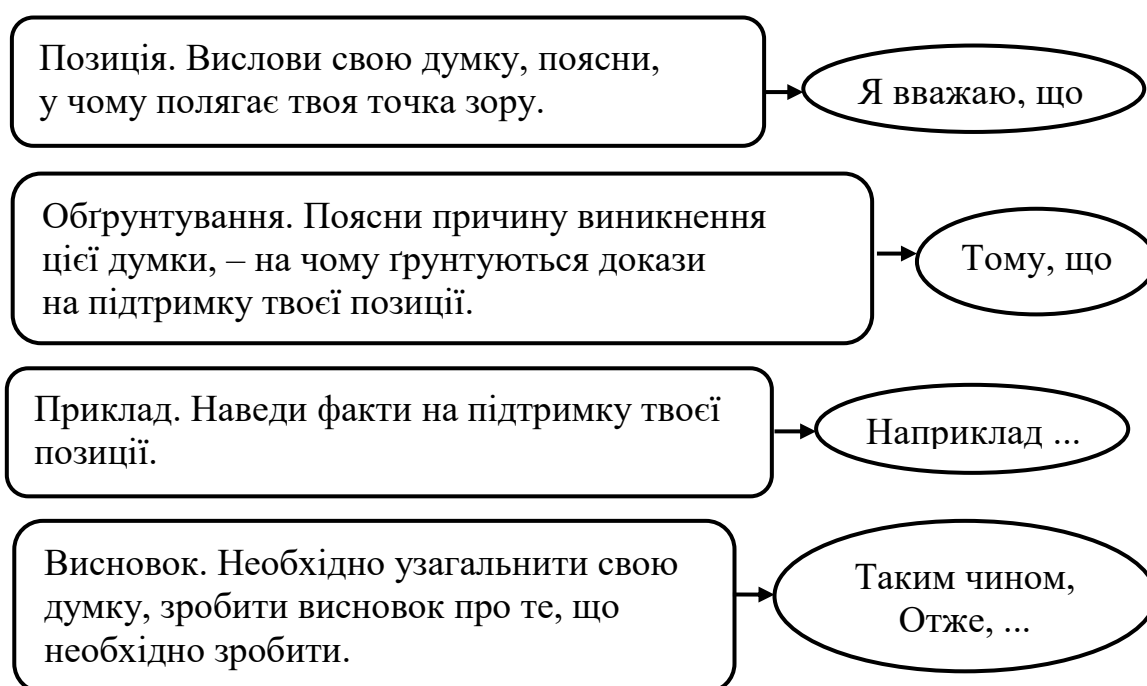 Позиція. Вислови свою думку, поясни,
у чому полягає твоя точка зору.
Я вважаю, що
Обґрунтування. Поясни причину виникнення
цієї думки, – на чому ґрунтуються докази
на підтримку твоєї позиції.
Тому, що
Приклад. Наведи факти на підтримку твоєї
позиції.
Наприклад ...
Висновок. Необхідно узагальнити свою
думку, зробити висновок про те, що
необхідно зробити.
Таким чином,
Отже, ...